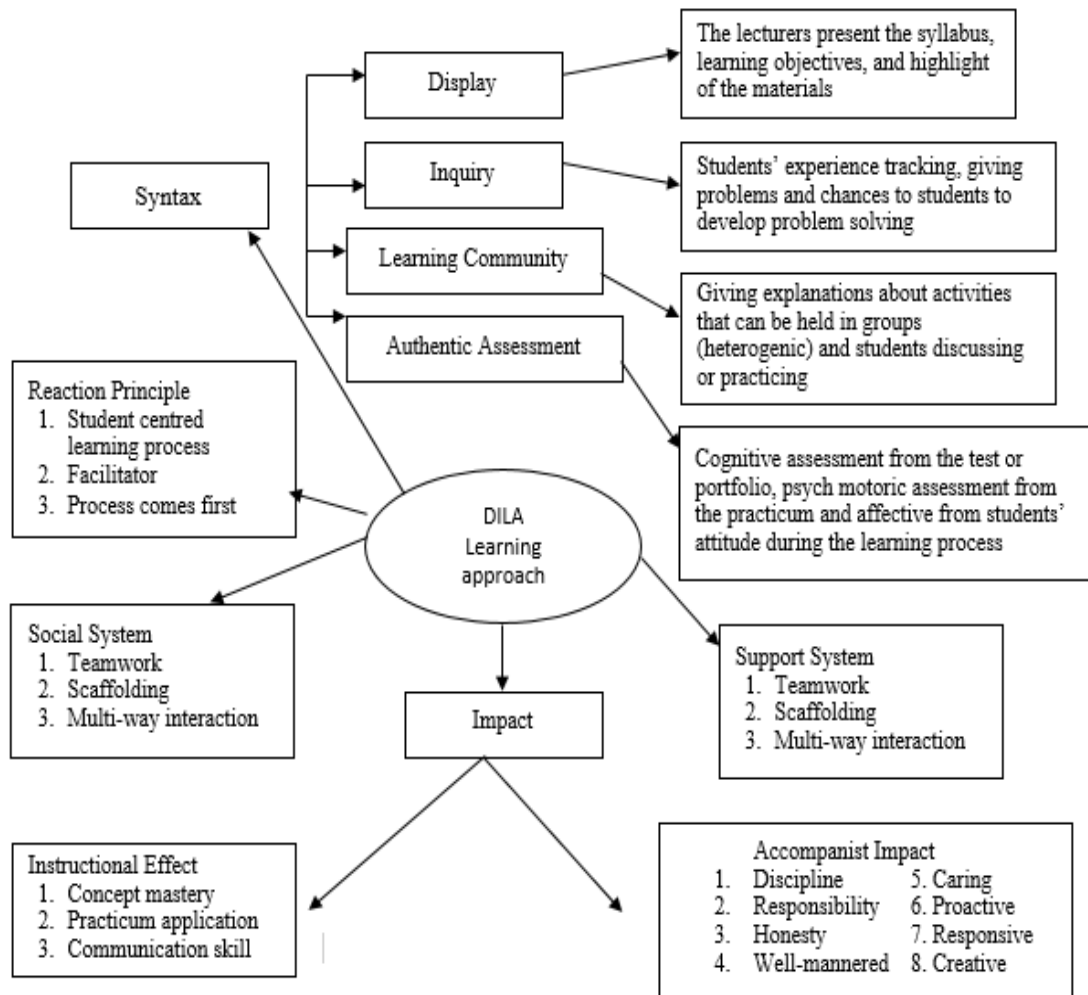 The lecturers present the syllabus,
learning objectives, and highlight
of the materials
Display
Syntax
Inquiry
Students’ experience tracking, giving
problems and chances to students to
develop problem solving
Learning Community
Giving explanations about activities
that can be held in groups
(heterogenic) and students discussing
or practicing
Authentic Assessment
Reaction Principle
1. Student centred
learning process
2. Facilitator
3. Process comes first
Cognitive assessment from the test or
portfolio, psych motoric assessment from
the practicum and affective from students’
attitude during the learning process
DILA
Learning
approach
Social System
1. Teamwork
2. Scaffolding
3. Multi-way interaction
Support System
1. Teamwork
2. Scaffolding
3. Multi-way interaction
Impact
Instructional Effect
1. Concept mastery
2. Practicum application
3. Communication skill
Accompanist Impact
1. Discipline 5. Caring
2. Responsibility 6. Proactive
3. Honesty 7. Responsive
4. Well-mannered 8. Creative